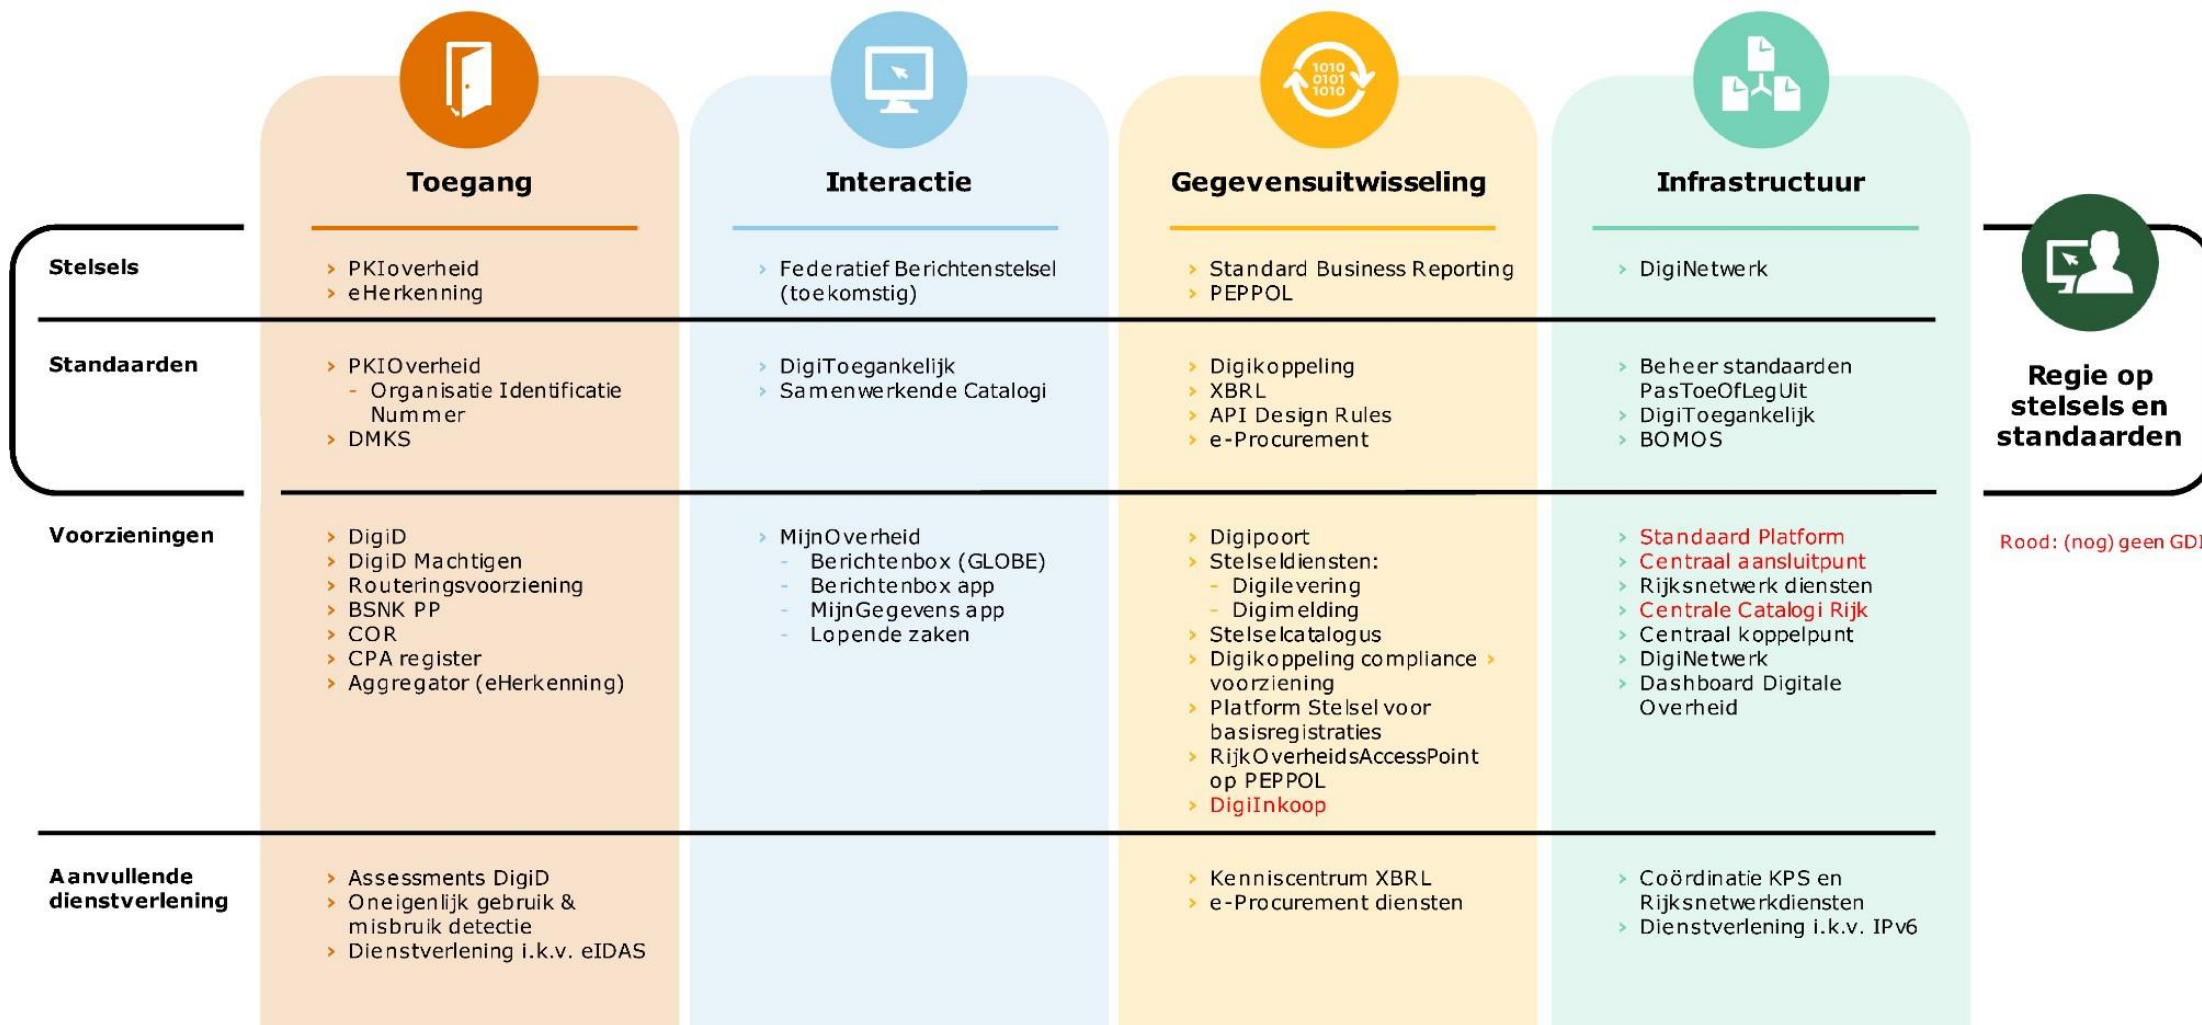 1010
0101
1010
Toegang
Interactie
Gegevensuitwisseling
Infrastructuur
Stelsels
> PKIoverheid
> eHerkenning
> Federatief Berichtenstelsel
(toekomstig)
> Standard Business Reporting
> PEPPOL
> DigiNetwerk
Standaarden
> PKIOverheid
- Organisatie Identificatie
Nummer
> DMKS
> DigiToegankelijk
> Samenwerkende Catalogi
> Digikoppeling
> XBRL
> API Design Rules
> e-Procurement
> Beheer standaarden
PasToeOfLegUit
> DigiToegankelijk
> BOMOS
Regie op
stelsels en
standaarden
Voorzieningen
> DigiD
> DigiD Machtigen
> Routeringsvoorziening
> BSNK PP
> COR
> CPA register
> Aggregator (eHerkenning)
> MijnOverheid
- Berichtenbox (GLOBE)
- Berichtenbox app
- MijnGegevens app
- Lopende zaken
> Digipoort
> Stelseldiensten:
- Digilevering
- Digimelding
> Stelselcatalogus
> Digikoppeling compliance >
voorziening
> Platform Stelsel voor
basisregistraties
> RijkOverheidsAccessPoint
op PEPPOL
> DigiInkoop
> Standaard Platform
> Centraal aansluitpunt
> Rijksnetwerk diensten
> Centrale Catalogi Rijk
> Centraal koppelpunt
> DigiNetwerk
> Dashboard Digitale
Overheid
Rood: (nog) geen GDI
Aanvullende
dienstverlening
> Assessments DigiD
> Oneigenlijk gebruik &
misbruik detectie
> Dienstverlening i.k.v. eIDAS
> Kenniscentrum XBRL
> e-Procurement diensten
> Coördinatie KPS en
Rijksnetwerkdiensten
> Dienstverlening i.k.v. IPv6